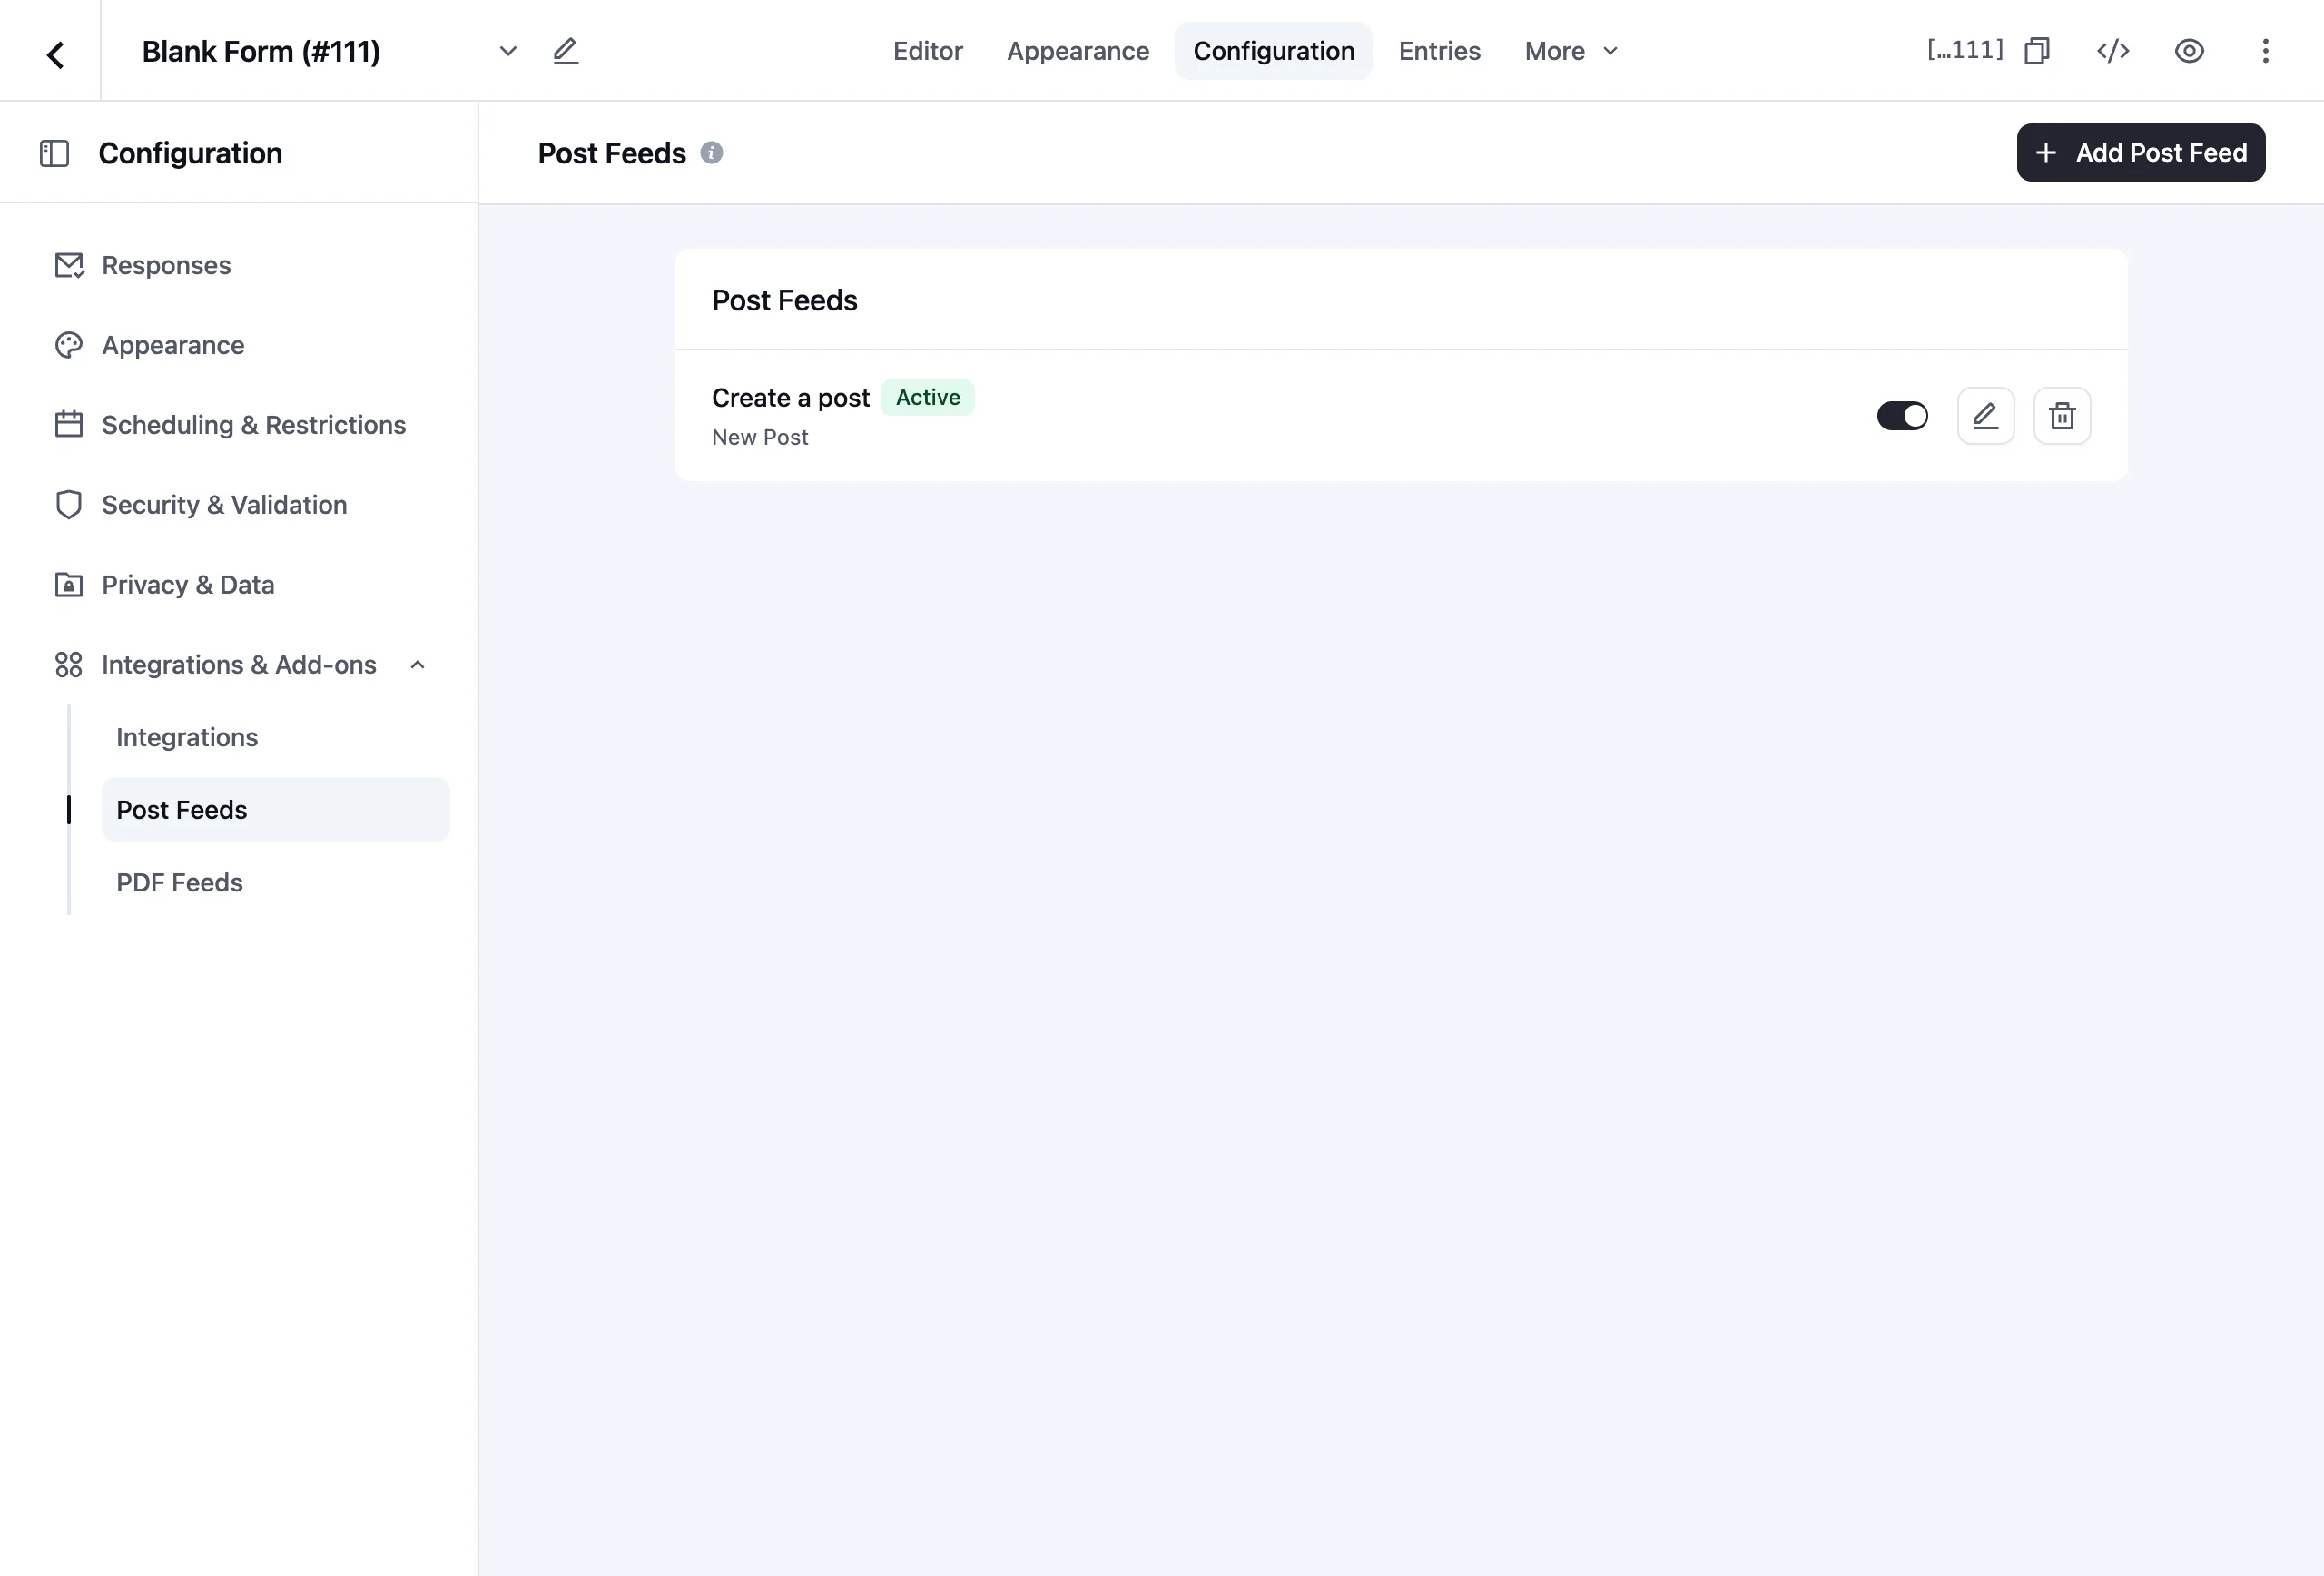 Blank Form (#111)
Editor
Appearance
Configuration
Entries
More
[…111]
Configuration
Post Feeds
Add Post Feed
Responses
Appearance
Scheduling & Restrictions
Security & Validation
Privacy & Data
Integrations & Add-ons
Integrations
Post Feeds
PDF Feeds
Post Feeds
Create a post
Active
New Post